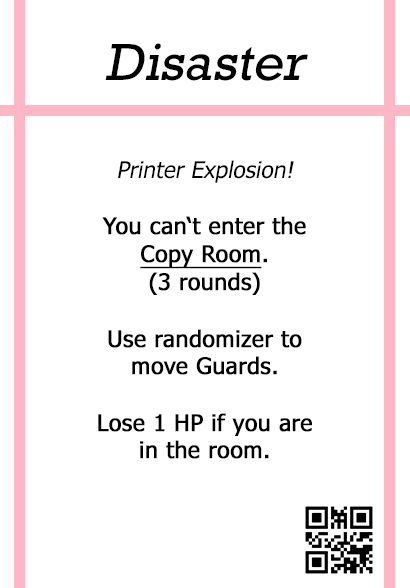 Disaster
Printer Explosion!
You can‘t enter the
Copy Room.
(3 rounds)
Use randomizer to
move Guards.
Lose 1 HP if you are
in the room.